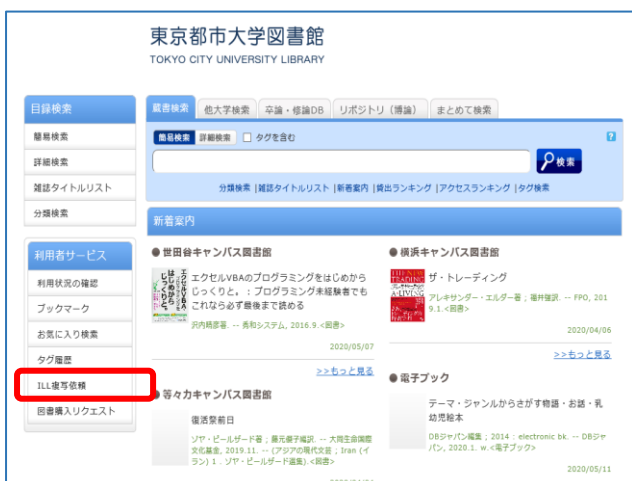 東京都市大学図書館
TOKYO CITY UNIVERSITY LIBRARY
目録検索
簡易検索
詳細検索
雑誌タイトルリスト
分類検索
利用者サービス
利用状況の確認
ブックマーク
お気に入り検索
タグ履歴
ILL複写依頼
図書購入リクエスト
蔵書検索 他大学検索 卒論・修論DB リポジトリ（博論） まとめて検索
簡易検索 詳細検索 タグを含む ?
検索
分類検索 |雑誌タイトルリスト |新着案内 |貸出ランキング |アクセスランキング |タグ検索
新着案内
●世田谷キャンパス図書館
エクセルVBAのプログラミングをはじめから
じっくりと。：プログラミング未経験者でも
これなら必ず最後まで読める
沢内晴彦著. -- 秀和システム, 2016.9.<図書>
2020/05/07
>>もっと見る
●等々力キャンパス図書館
復活祭前日
ゾヤ・ピールザード著 ; 藤元優子編訳. -- 大同生命国際
文化基金, 2019.11. -- (アジアの現代文芸 ; Iran (イ
ラン) 1 . ゾヤ・ピールザード選集).<図書>
●横浜キャンパス図書館
ザ・トレーディング
アレキサンダー・エルダー著 ; 福井強訳. -- FPO, 201
9.1.<図書>
2020/04/06
>>もっと見る
●電子ブック
テーマ・ジャンルからさがす物語・お話・乳
幼児絵本
DBジャパン編集 ; 2014 : electronic bk. -- DBジャ
パン, 2020.1. w.<電子ブック>
2020/05/11